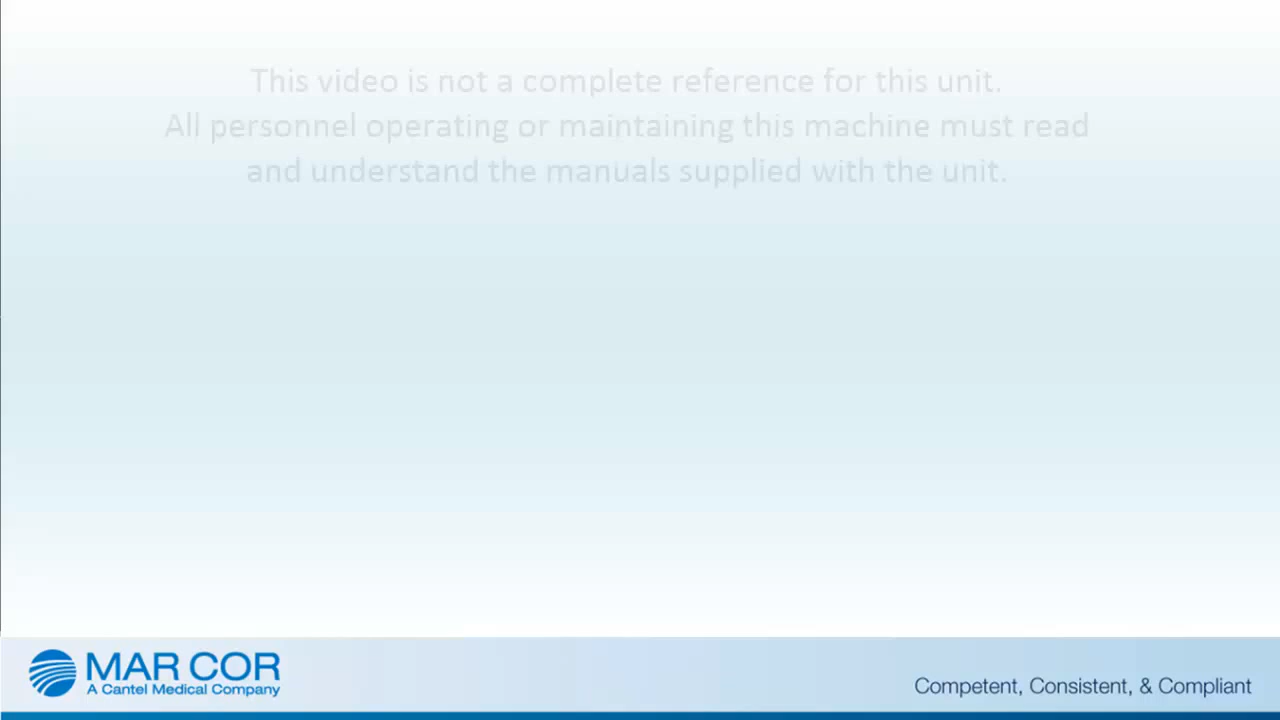 This video is not a complete reference for this unit.
All personnel operating or maintaining this machine must read
and understand the manuals supplied with the unit.
MAR COR
A Cantel Medical Company
Competent, Consistent, & Compliant